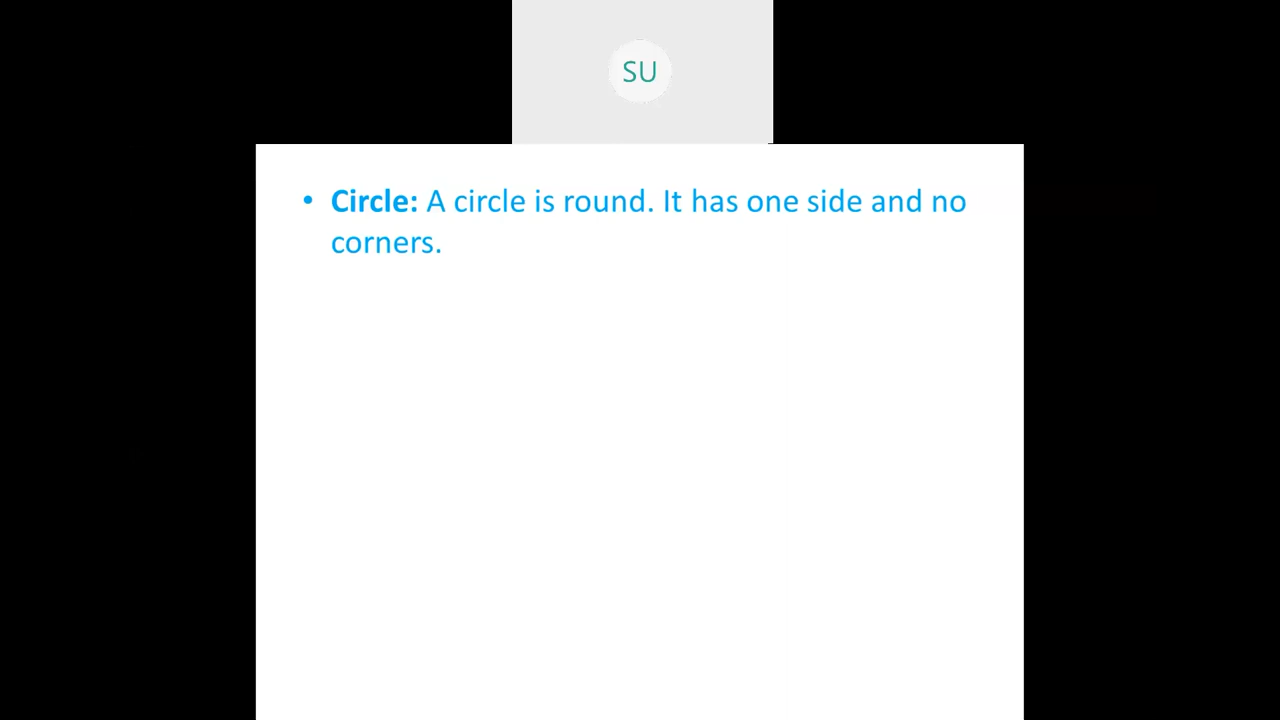 SU
• Circle: A circle is round. It has one side and no
corners.